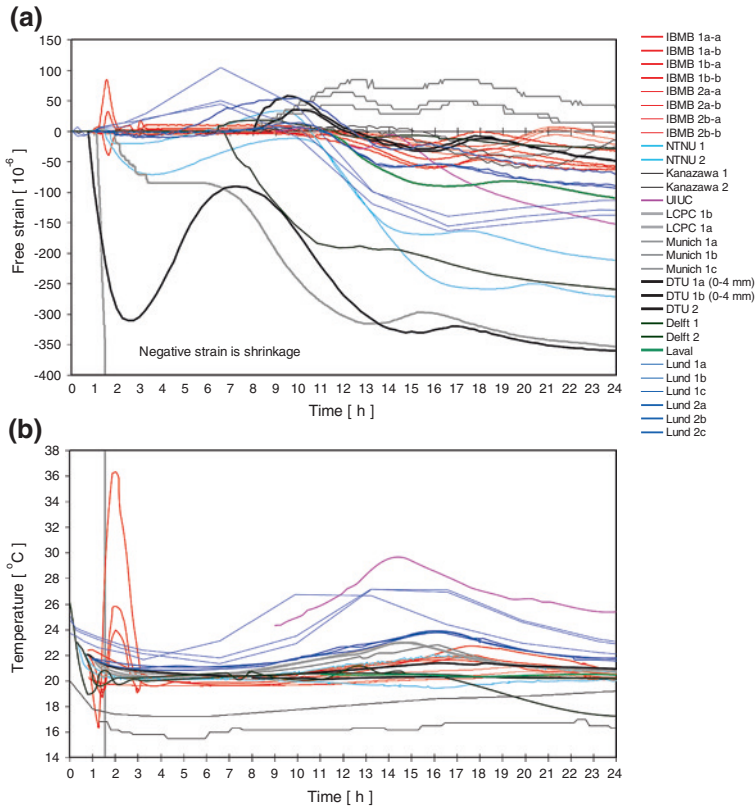 (a)
150
100
50
0
-50
-100
-150
-200
-250
-300
-350
-400
Free strain [ 10-6 ]
Negative strain is shrinkage
0 1 2 3 4 5 6 7 8 9 10 11 12 13 14 15 16 17 18 19 20 21 22 23 24
Time [ h ]
IBMB 1a-a
IBMB 1a-b
IBMB 1b-a
IBMB 1b-b
IBMB 2a-a
IBMB 2a-b
IBMB 2b-a
IBMB 2b-b
NTNU 1
NTNU 2
Kanazawa 1
Kanazawa 2
UIUC
LCPC 1b
LCPC 1a
Munich 1a
Munich 1b
Munich 1c
DTU 1a (0-4 mm)
DTU 1b (0-4 mm)
DTU 2
Delft 1
Delft 2
Laval
Lund 1a
Lund 1b
Lund 1c
Lund 2a
Lund 2b
Lund 2c
(b)
38
36
34
32
30
28
26
24
22
20
18
16
14
Temperature [ °C ]
0 1 2 3 4 5 6 7 8 9 10 11 12 13 14 15 16 17 18 19 20 21 22 23 24
Time [ h ]